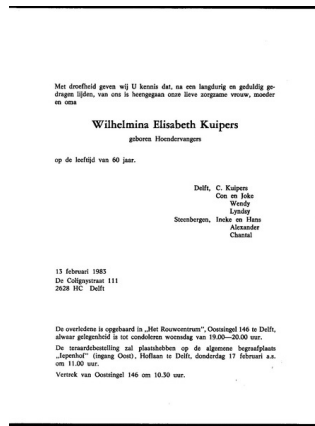 Met droefheid geven wij U kennis dat, na een langdurig en geduldig ge-
dragen lijden, van ons is heengegaan onze lieve zorgzame vrouw, moeder
en oma
Wilhelmina Elisabeth Kuipers
geboren Hoendervangers
op de leeftijd van 60 jaar.
Delft, C. Kuipers
Con en Joke
Wendy
Lynday
Steenbergen, Ineke en Hans
Alexander
Chantal
13 februari 1983
De Colignystraat 111
2628 HC Delft
De overledene is opgebaard in „Het Rouwcentrum”, Oostsingel 146 te Delft,
alwaar gelegenheid is tot condoleren woensdag van 19.00—20.00 uur.
De teraardebestelling zal plaatshebben op de algemene begraafplaats
„Iepenhof” (ingang Oost), Hoflaan te Delft, donderdag 17 februari a.s.
om 11.00 uur.
Vertrek van Oostsingel 146 om 10.30 uur.